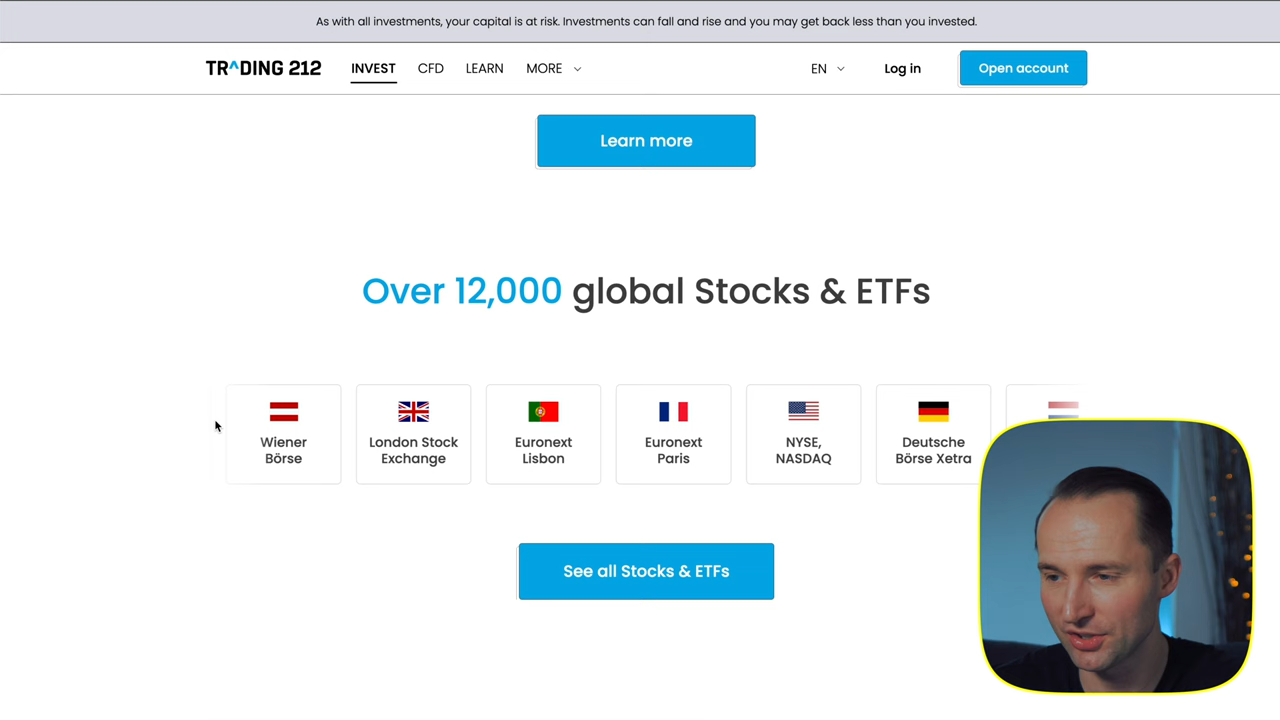 As with all investments, your capital is at risk. Investments can fall and rise and you may get back less than you invested.
TR^DING 212
INVEST
CFD
LEARN
MORE
EN
Log in
Open account
Learn more
Over 12,000 global Stocks & ETFs
Wiener
Börse
London Stock
Exchange
Euronext
Lisbon
Euronext
Paris
NYSE,
NASDAQ
Deutsche
Börse Xetra
See all Stocks & ETFs